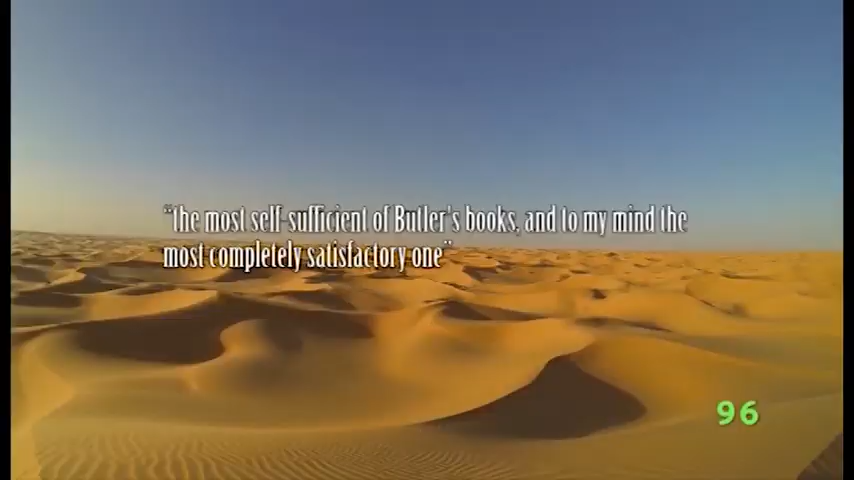 "the most self-sufficient of Butler's books, and to my mind the
most completely satisfactory one"
96